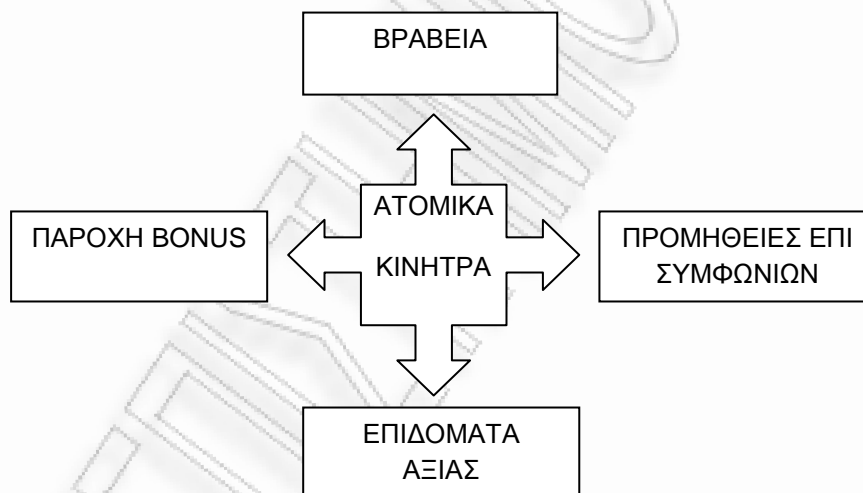 ΒΡΑΒΕΙΑ
ΑΤΟΜΙΚΑ
ΚΙΝΗΤΡΑ
ΠΑΡΟΧΗ BONUS
ΠΡΟΜΗΘΕΙΕΣ ΕΠΙ
ΣΥΜΦΩΝΙΩΝ
ΕΠΙΔΟΜΑΤΑ
ΑΞΙΑΣ